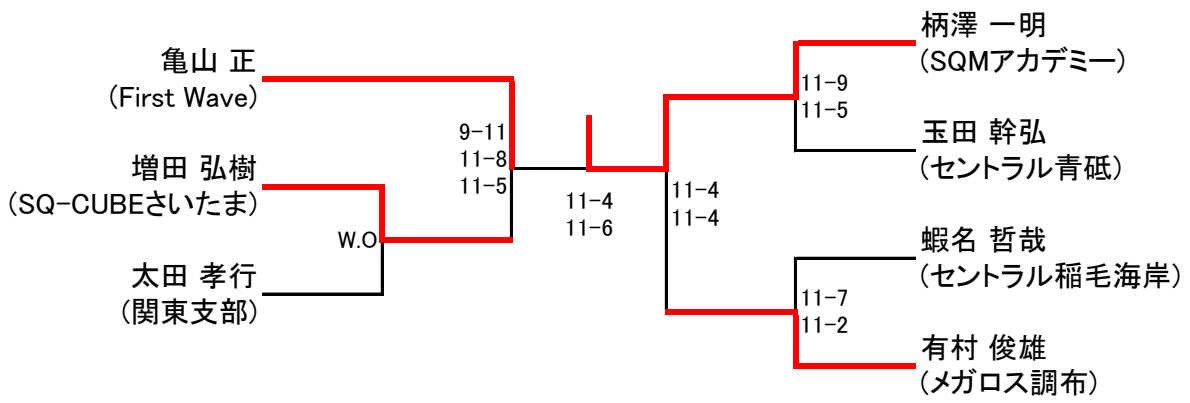 亀山 正
(First Wave)
増田 弘樹
(SQ-CUBEさいたま)
太田 孝行
(関東支部)
W.O
9-11
11-8
11-5
11-4
11-6
11-4
11-4
11-9
11-5
11-7
11-2
柄澤 一明
(SQMアカデミー)
玉田 幹弘
(セントラル青砥)
蝦名 哲哉
(セントラル稲毛海岸)
有村 俊雄
(メガロス調布)